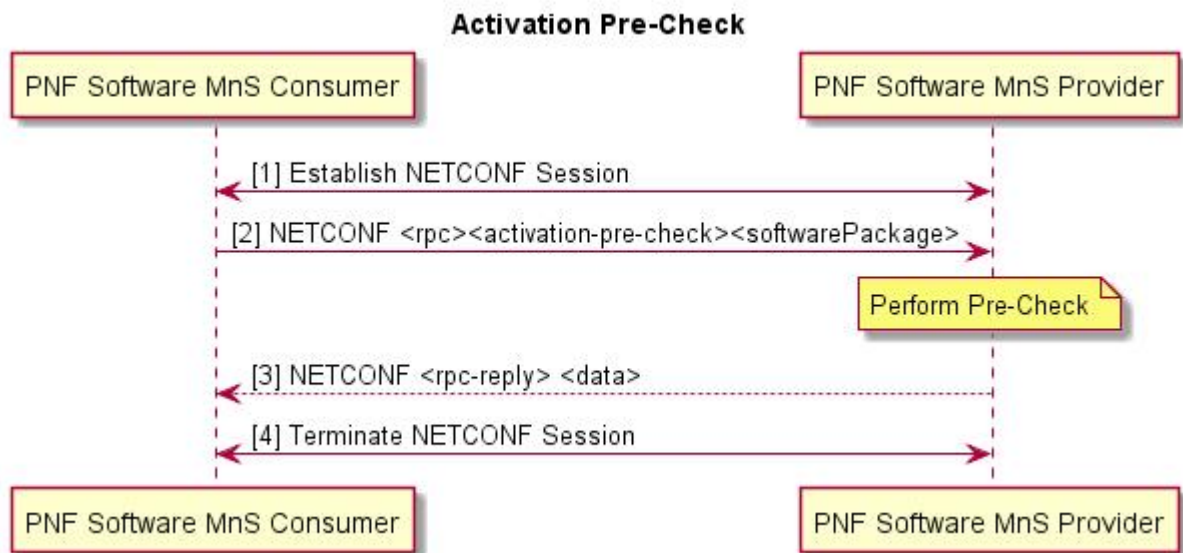 Activation Pre-Check
PNF Software MnS Consumer
PNF Software MnS Provider
[1] Establish NETCONF Session
[2] NETCONF <rpc><activation-pre-check><softwarePackage>
Perform Pre-Check
[3] NETCONF <rpc-reply> <data>
[4] Terminate NETCONF Session
PNF Software MnS Consumer
PNF Software MnS Provider